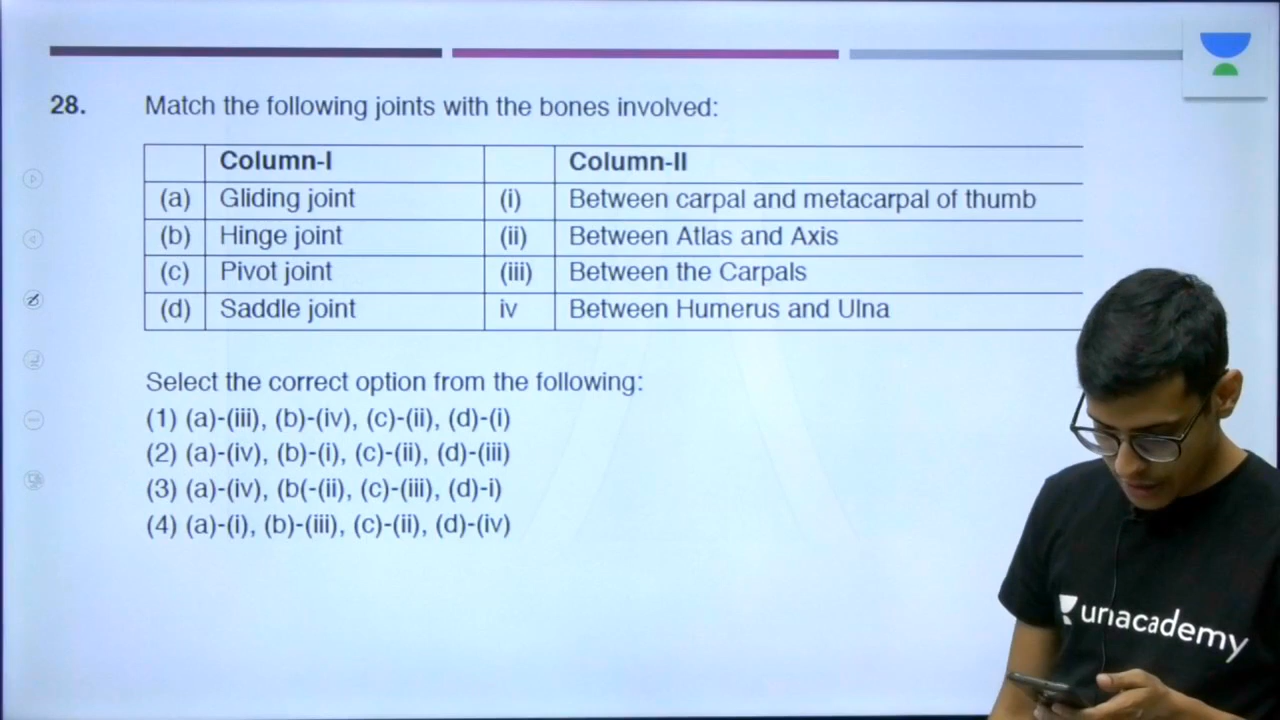 28. Match the following joints with the bones involved:
Column-I Column-II
(a) Gliding joint (i) Between carpal and metacarpal of thumb
(b) Hinge joint (ii) Between Atlas and Axis
(c) Pivot joint (iii) Between the Carpals
(d) Saddle joint iv Between Humerus and Ulna
Select the correct option from the following:
(1) (a)-(iii), (b)-(iv), (c)-(ii), (d)-(i)
(2) (a)-(iv), (b)-(i), (c)-(ii), (d)-(iii)
(3) (a)-(iv), (b(-(ii), (c)-(iii), (d)-i)
(4) (a)-(i), (b)-(iii), (c)-(ii), (d)-(iv)
unacademy